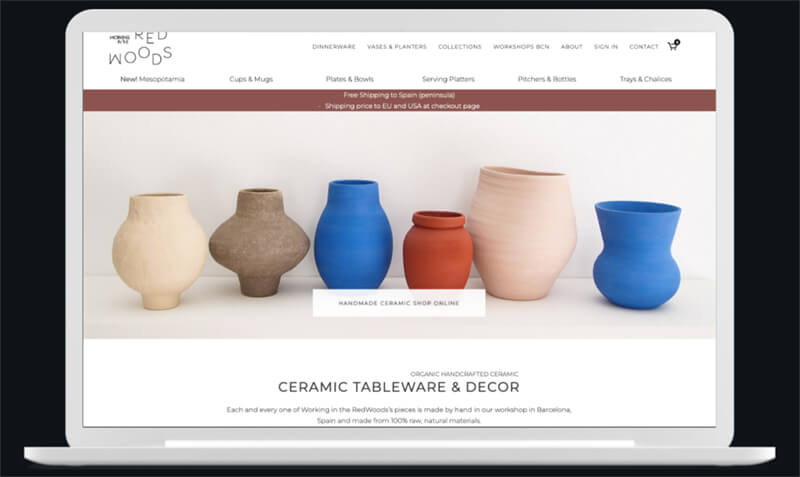 WORKING
IN THE
RED
WOODS
DINNERWARE VASES & PLANTERS COLLECTIONS WORKSHOPS BCN ABOUT SIGN IN CONTACT 0
New! Mesopotamia Cups & Mugs Plates & Bowls Serving Platters Pitchers & Bottles Trays & Chalices
Free Shipping to Spain (peninsula)
- Shipping price to EU and USA at checkout page
HANDMADE CERAMIC SHOP ONLINE
ORGANIC HANDCRAFTED CERAMIC
CERAMIC TABLEWARE & DECOR
Each and every one of Working in the RedWoods's pieces is made by hand in our workshop in Barcelona,
Spain and made from 100% raw, natural materials.